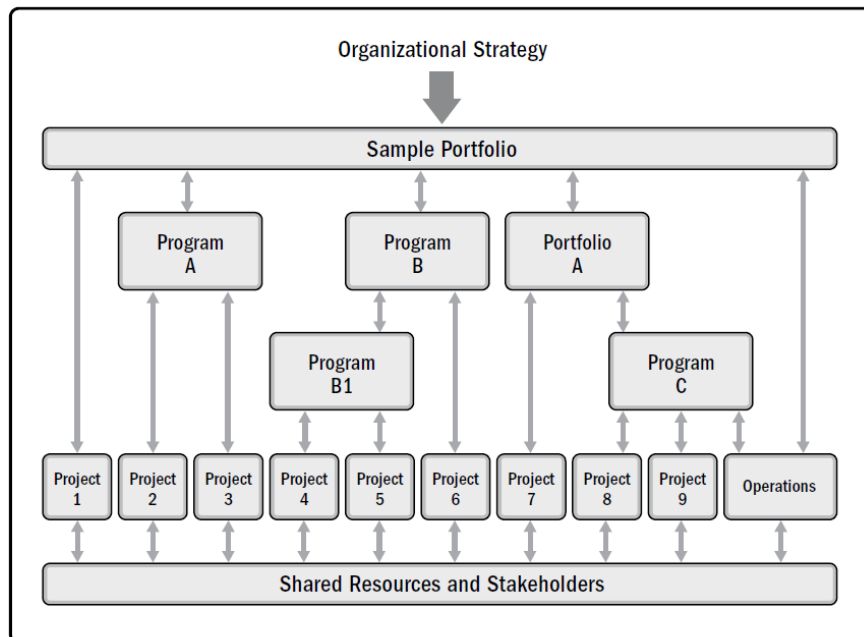 Organizational Strategy
Sample Portfolio
Program
A
Program
B
Portfolio
A
Program
B1
Program
C
Project
1
Project
2
Project
3
Project
4
Project
5
Project
6
Project
7
Project
8
Project
9
Operations
Shared Resources and Stakeholders